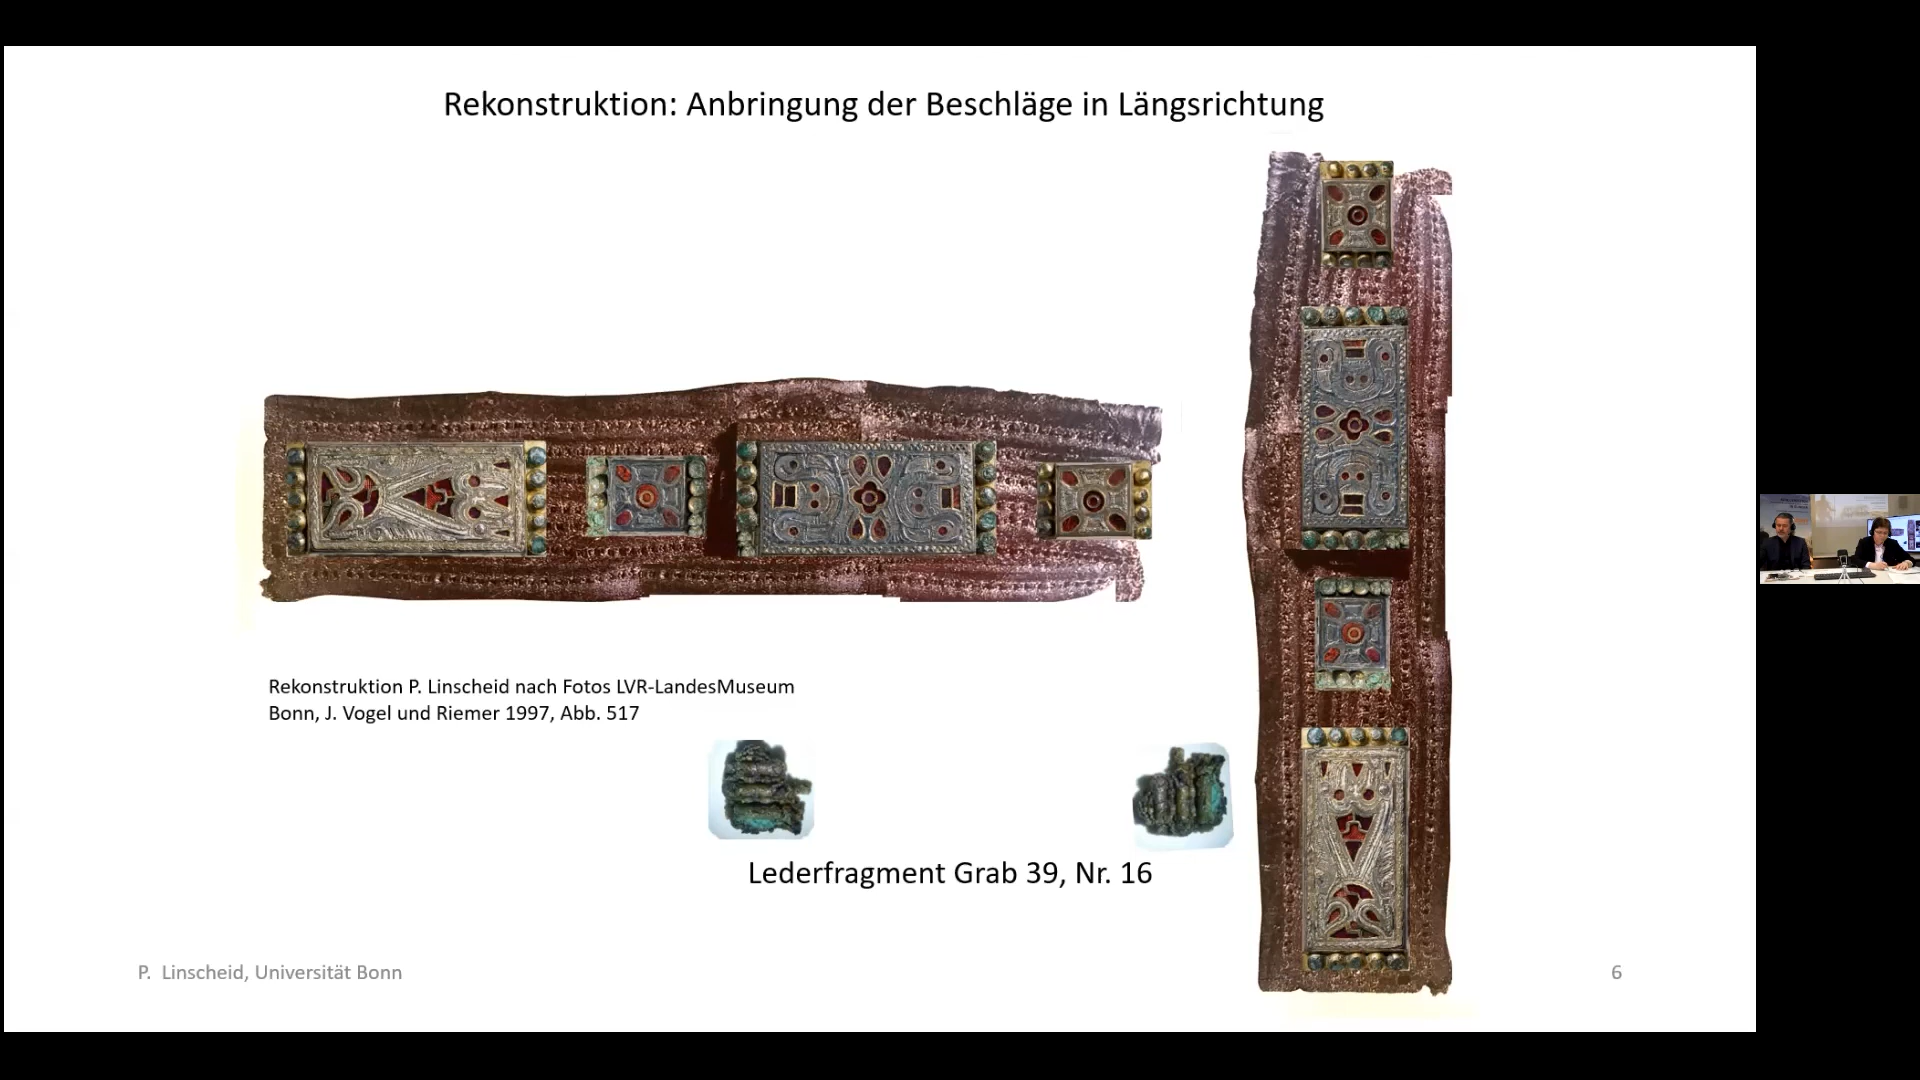 Rekonstruktion: Anbringung der Beschläge in Längsrichtung
Rekonstruktion P. Linscheid nach Fotos LVR-LandesMuseum
Bonn, J. Vogel und Riemer 1997, Abb. 517
Lederfragment Grab 39, Nr. 16
P. Linscheid, Universität Bonn
6